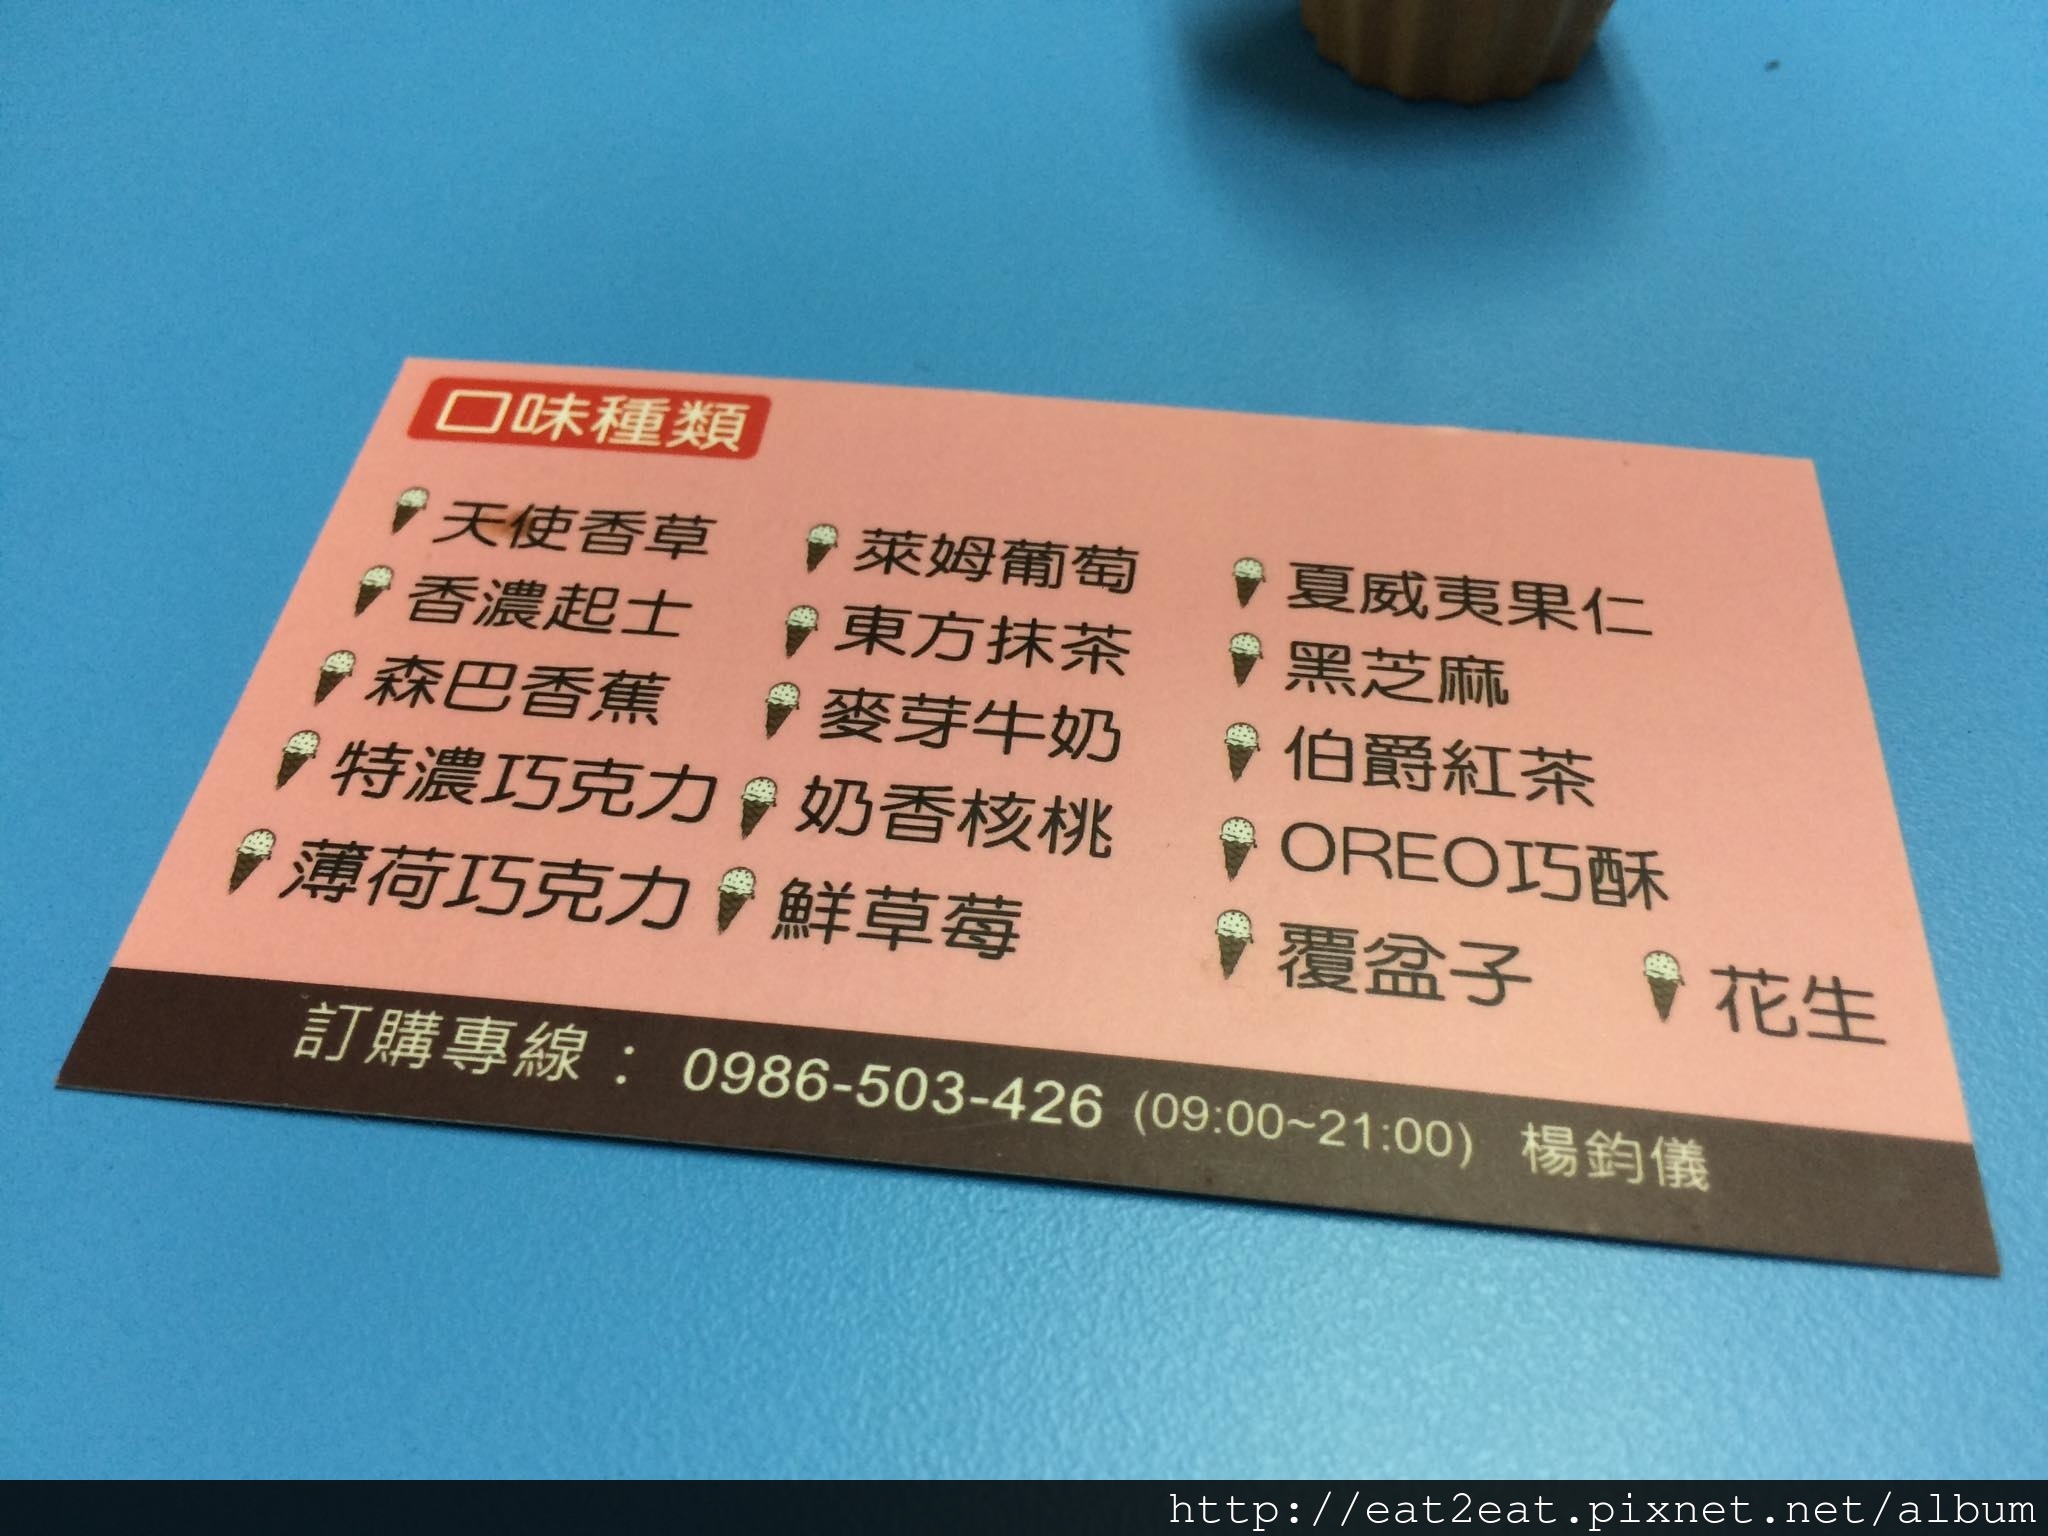 口味種類
天使香草
香濃起士
森巴香蕉
特濃巧克力
薄荷巧克力
萊姆葡萄
東方抹茶
麥芽牛奶
奶香核桃
鮮草莓
夏威夷果仁
黑芝麻
伯爵紅茶
OREO巧酥
覆盆子
花生
訂購專線：0986-503-426 (09:00~21:00) 楊鈞儀
http://eat2eat.pixnet.net/album